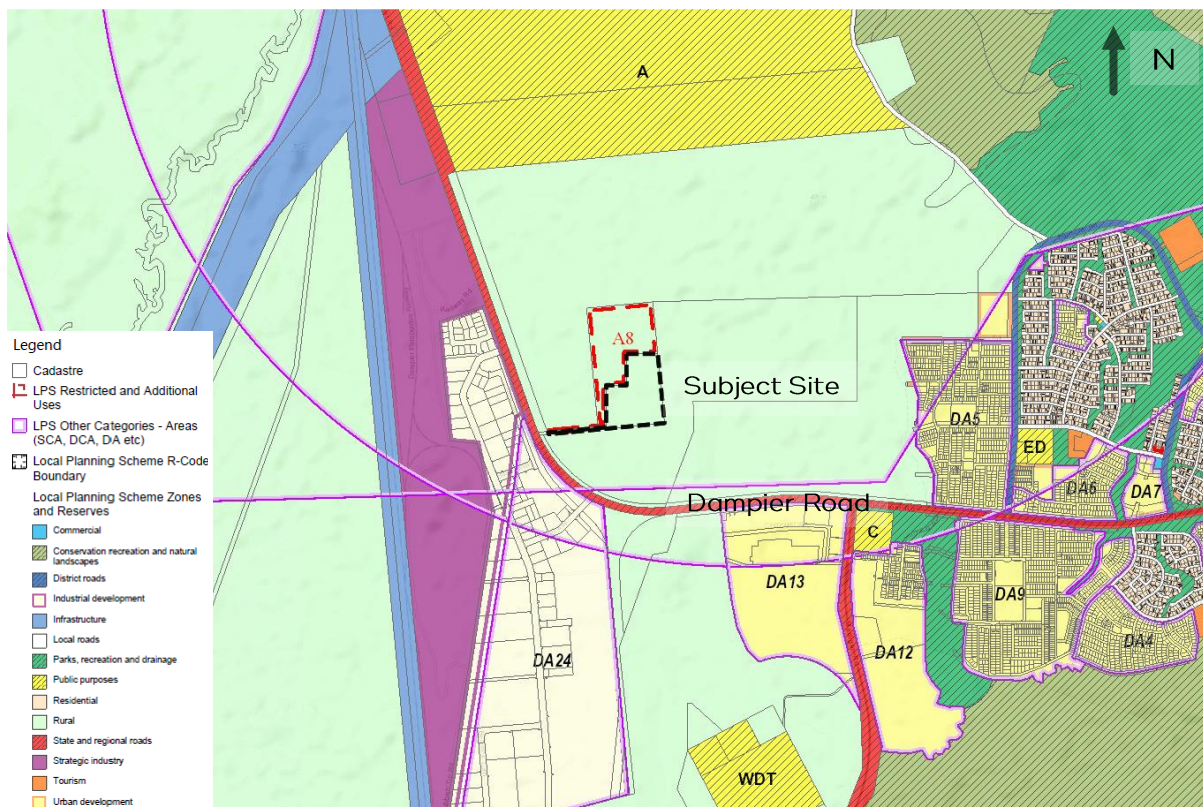 A
N
A8
Subject Site
DA5
ED
DA6
DA7
Dampier Road
C
DA13
DA9
DA12
DA4
DA24
WDT
Legend
Cadastre
LPS Restricted and Additional
Uses
LPS Other Categories - Areas
(SCA, DCA, DA etc)
Local Planning Scheme R-Code
Boundary
Local Planning Scheme Zones
and Reserves
Commercial
Conservation recreation and natural
landscapes
District roads
Industrial development
Infrastructure
Local roads
Parks, recreation and drainage
Public purposes
Residential
Rural
State and regional roads
Strategic industry
Tourism
Urban development